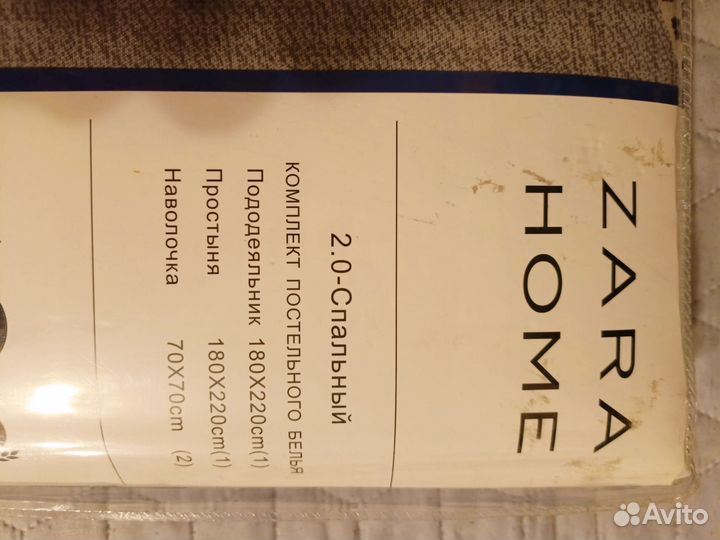 ZARA
HOME
2.0-Спальный
КОМПЛЕКТ ПОСТЕЛЬНОГО БЕЛЬЯ
Пододеяльник 180X220cm(1)
Простыня 180X220cm(1)
Наволочка 70X70cm (2)
Avito